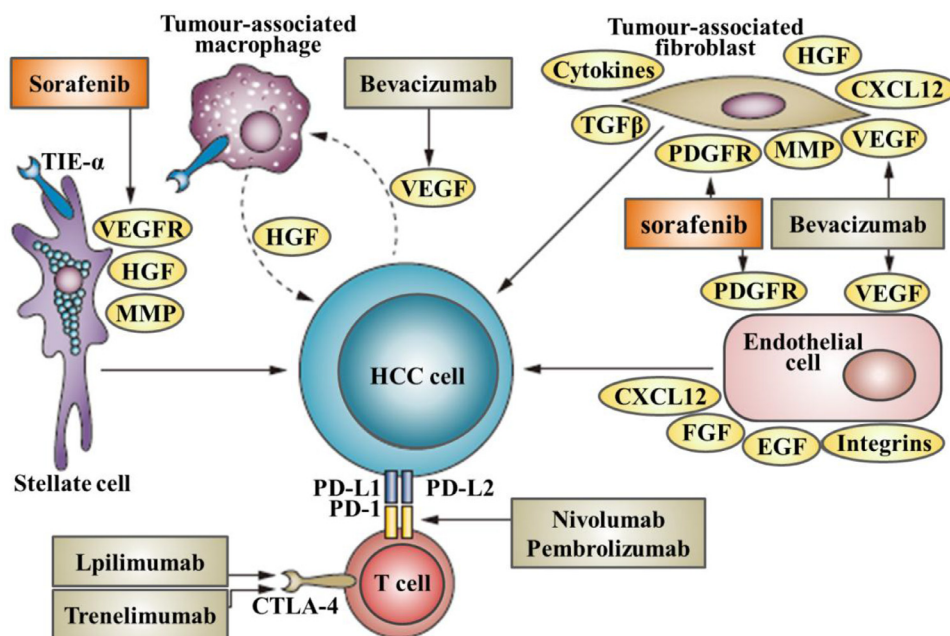 Tumour-associated
macrophage
Tumour-associated
fibroblast
Sorafenib
Bevacizumab
Cytokines
HGF
CXCL12
TGFβ
PDGFR
MMP
VEGF
TIE-α
VEGFR
HGF
MMP
VEGF
HGF
sorafenib
Bevacizumab
PDGFR
VEGF
HCC cell
Endothelial
cell
CXCL12
FGF
EGF
Integrins
Stellate cell
PD-L1
PD-L2
PD-1
Nivolumab
Pembrolizumab
Lpilimumab
Trenelimumab
CTLA-4
T cell